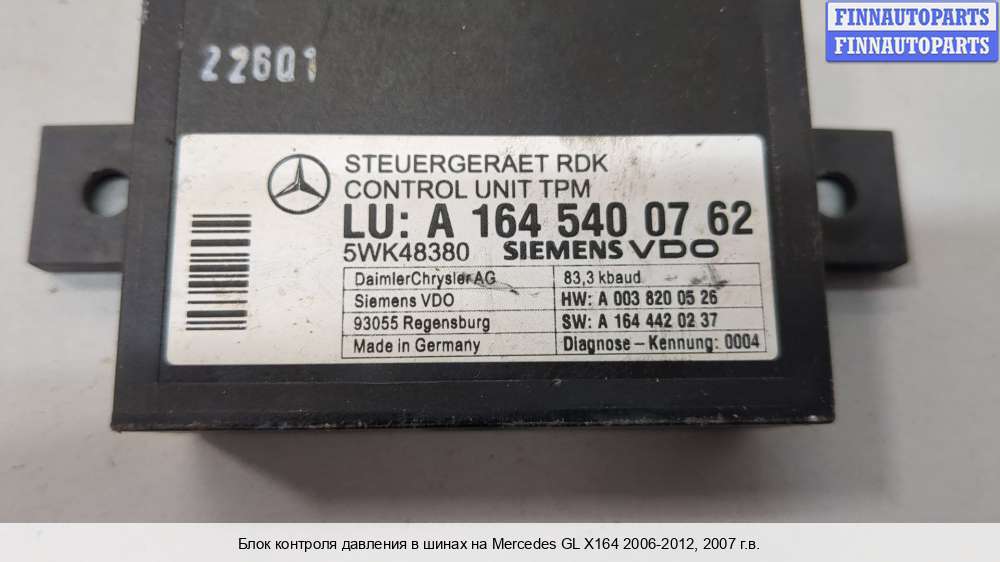 FINNAUTOPARTS
FINNAUTOPARTS
22601
STEUERGERAET RDK
CONTROL UNIT TPM
LU: A 164 540 07 62
5WK48380 SIEMENS VDO
DaimlerChrysler AG 83,3 kbaud
Siemens VDO HW: A 003 820 05 26
93055 Regensburg SW: A 164 442 02 37
Made in Germany Diagnose – Kennung: 0004
Блок контроля давления в шинах на Mercedes GL X164 2006-2012, 2007 г.в.